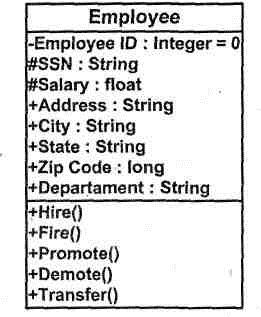 Employee
-Employee ID : Integer = 0
#SSN : String
#Salary : float
+Address : String
+City : String
+State : String
+Zip Code : long
+Departament : String
+Hire()
+Fire()
+Promote()
+Demote()
+Transfer()